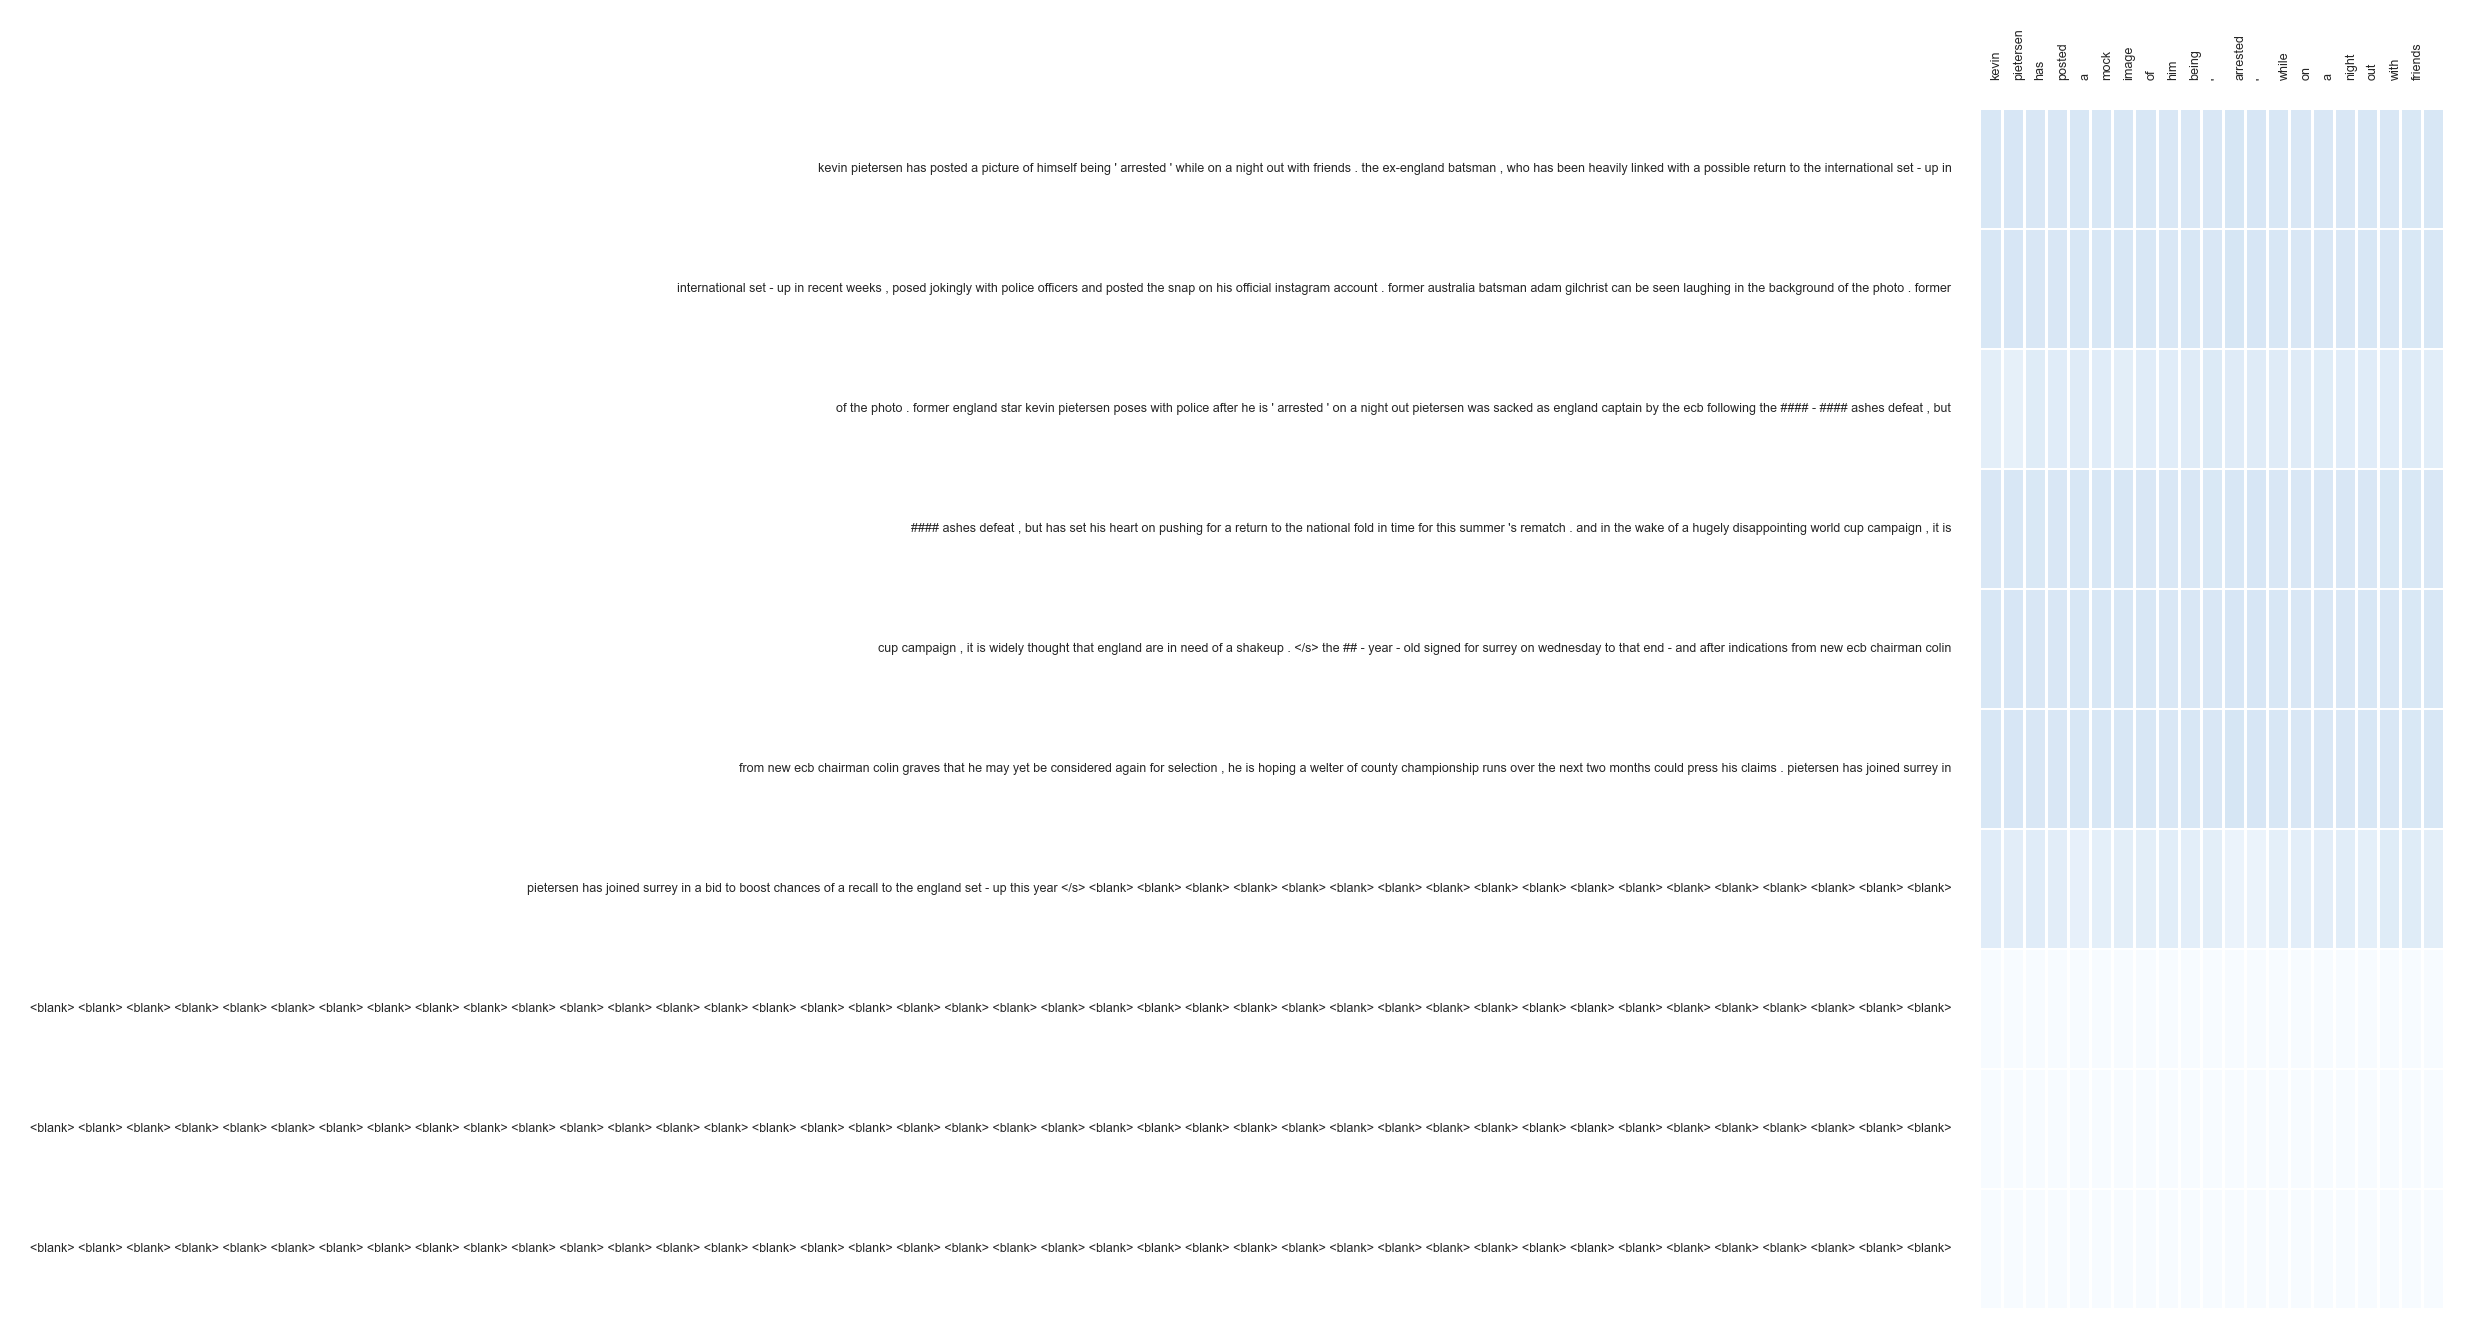 kevin pietersen has posted a mock image of him being ' arrested ' while on a night out with friends
kevin pietersen has posted a picture of himself being ' arrested ' while on a night out with friends . the ex-england batsman , who has been heavily linked with a possible return to the international set - up in
international set - up in recent weeks , posed jokingly with police officers and posted the snap on his official instagram account . former australia batsman adam gilchrist can be seen laughing in the background of the photo . former
of the photo . former england star kevin pietersen poses with police after he is ' arrested ' on a night out pietersen was sacked as england captain by the ecb following the #### - #### ashes defeat , but
#### ashes defeat , but has set his heart on pushing for a return to the national fold in time for this summer 's rematch . and in the wake of a hugely disappointing world cup campaign , it is
cup campaign , it is widely thought that england are in need of a shakeup . </s> the ## - year - old signed for surrey on wednesday to that end - and after indications from new ecb chairman colin
from new ecb chairman colin graves that he may yet be considered again for selection , he is hoping a welter of county championship runs over the next two months could press his claims . pietersen has joined surrey in
pietersen has joined surrey in a bid to boost chances of a recall to the england set - up this year </s> <blank> <blank> <blank> <blank> <blank> <blank> <blank> <blank> <blank> <blank> <blank> <blank> <blank> <blank> <blank> <blank> <blank> <blank>
<blank> <blank> <blank> <blank> <blank> <blank> <blank> <blank> <blank> <blank> <blank> <blank> <blank> <blank> <blank> <blank> <blank> <blank> <blank> <blank> <blank> <blank> <blank> <blank> <blank> <blank> <blank> <blank> <blank> <blank> <blank> <blank> <blank> <blank> <blank> <blank> <blank> <blank> <blank> <blank>
<blank> <blank> <blank> <blank> <blank> <blank> <blank> <blank> <blank> <blank> <blank> <blank> <blank> <blank> <blank> <blank> <blank> <blank> <blank> <blank> <blank> <blank> <blank> <blank> <blank> <blank> <blank> <blank> <blank> <blank> <blank> <blank> <blank> <blank> <blank> <blank> <blank> <blank> <blank> <blank>
<blank> <blank> <blank> <blank> <blank> <blank> <blank> <blank> <blank> <blank> <blank> <blank> <blank> <blank> <blank> <blank> <blank> <blank> <blank> <blank> <blank> <blank> <blank> <blank> <blank> <blank> <blank> <blank> <blank> <blank> <blank> <blank> <blank> <blank> <blank> <blank> <blank> <blank> <blank> <blank>